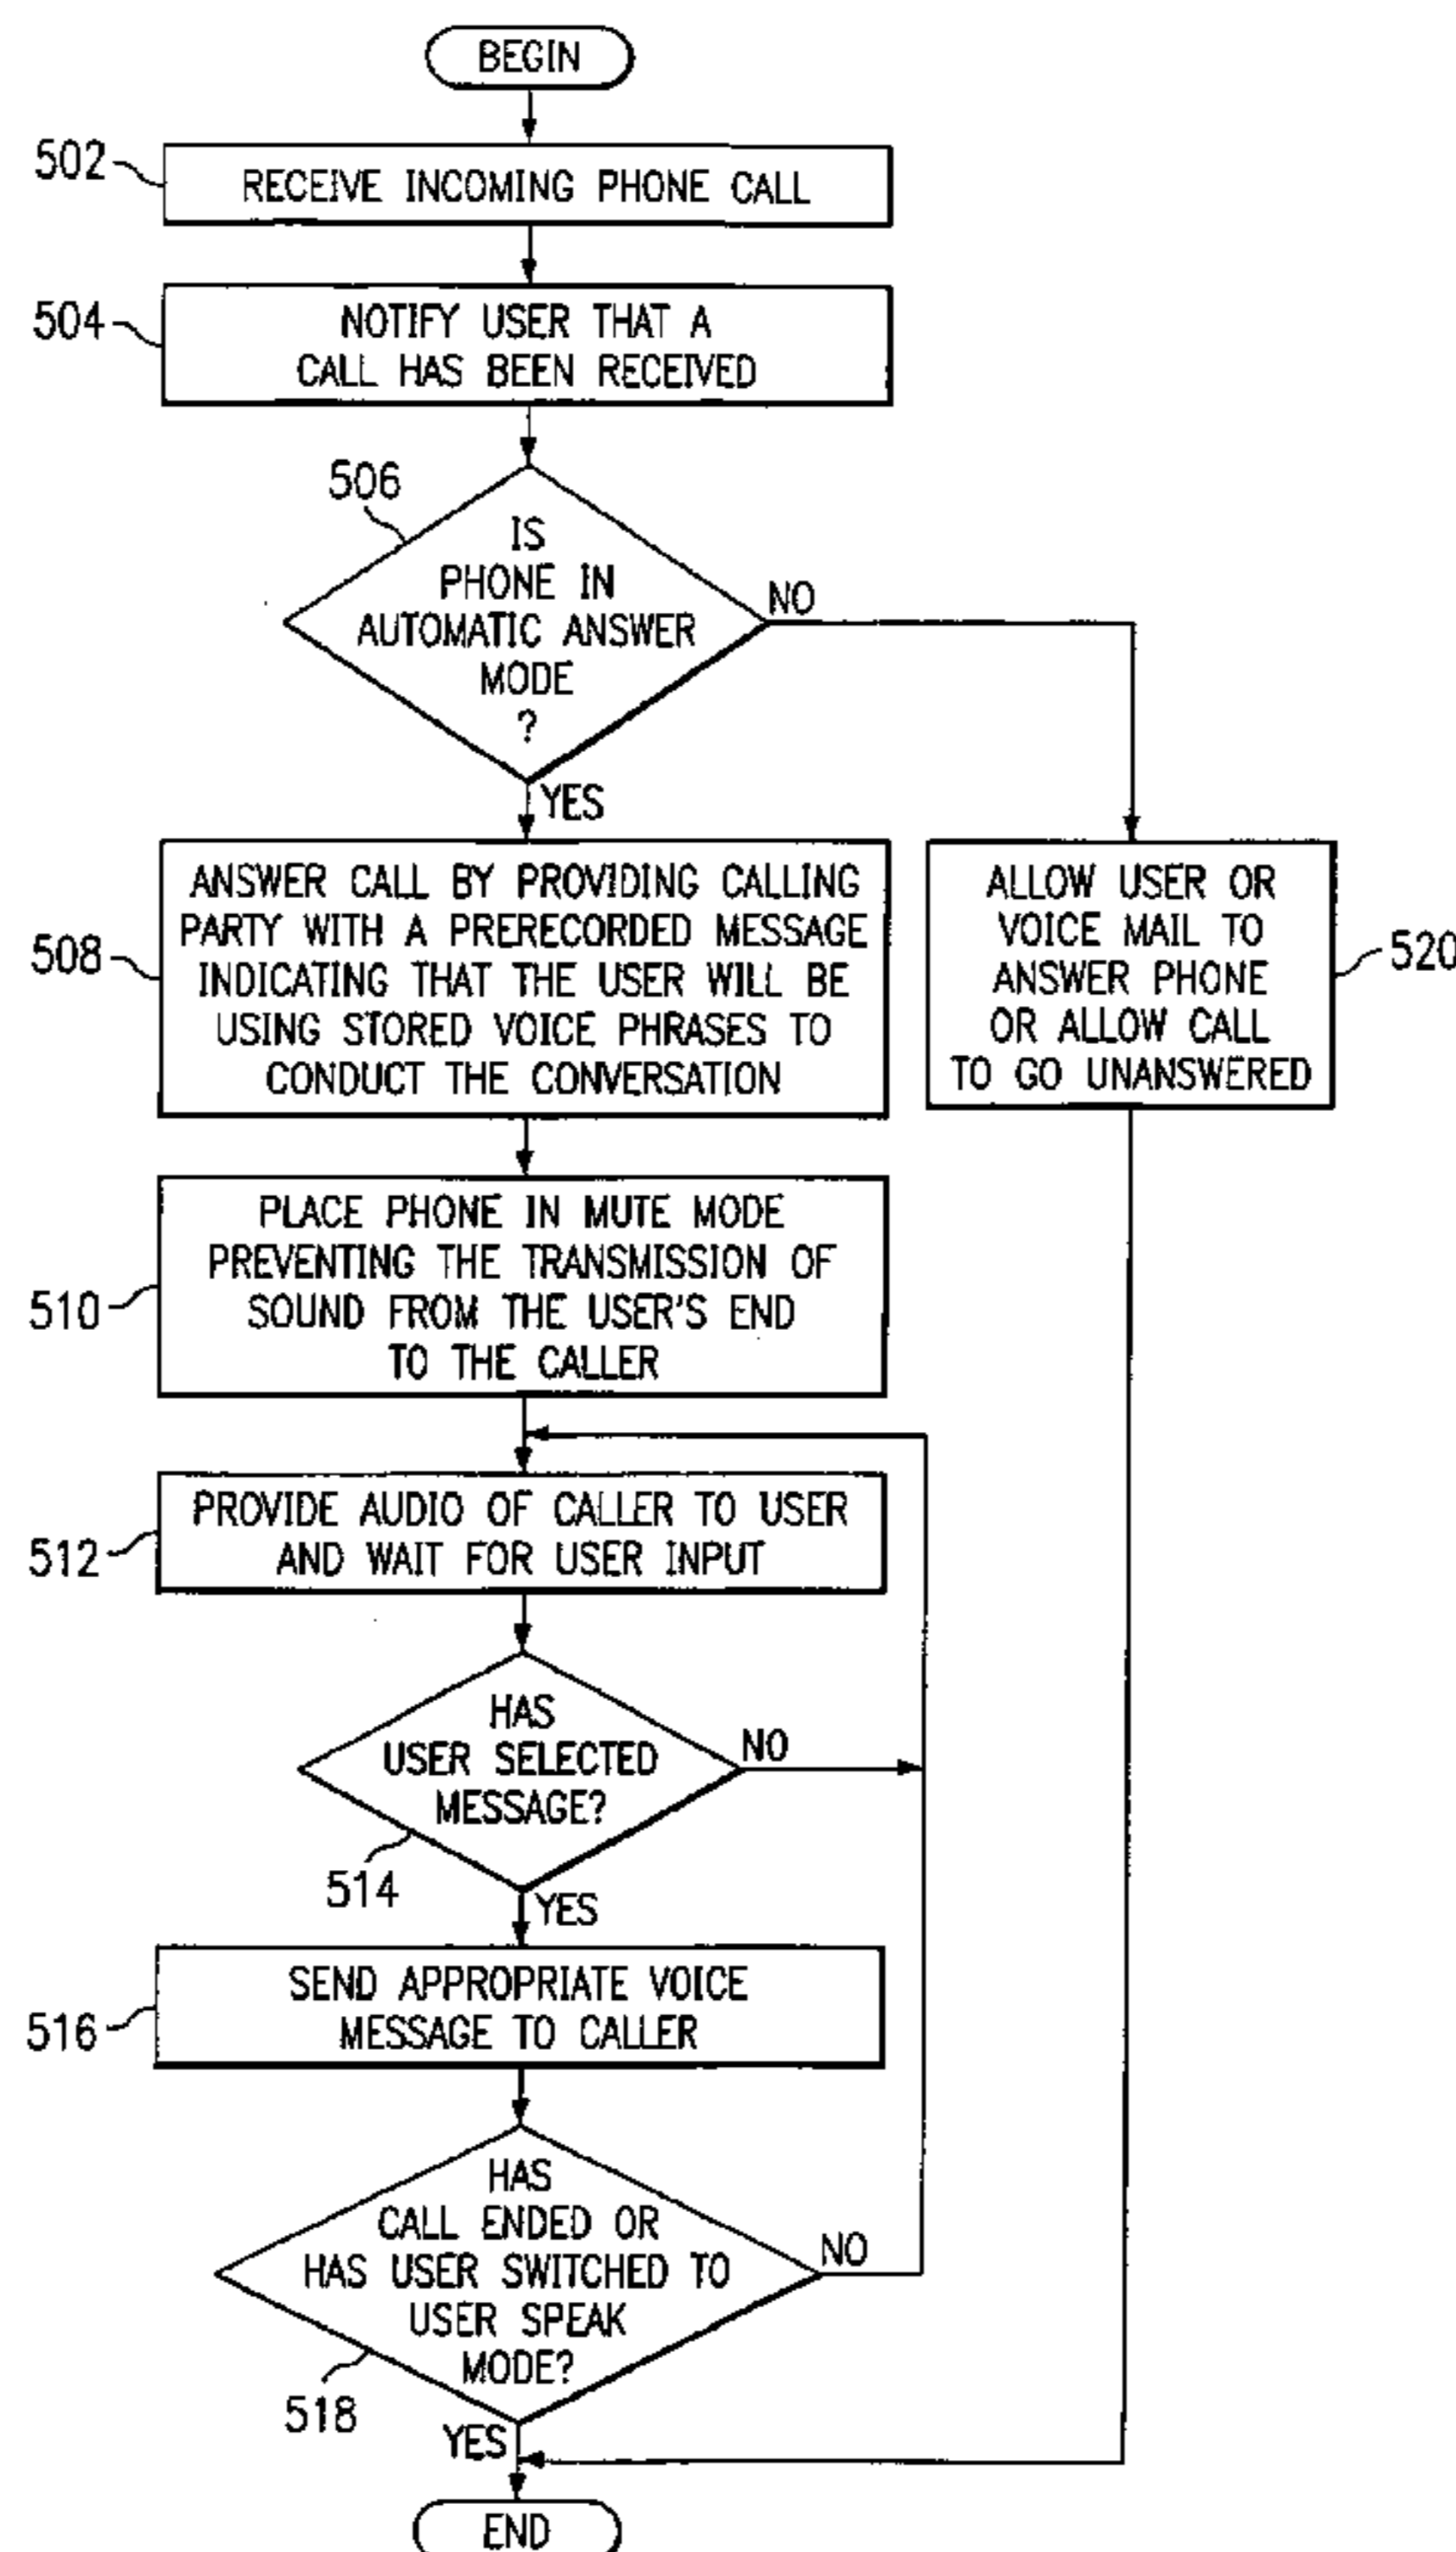 BEGIN
502
RECEIVE INCOMING PHONE CALL
504
NOTIFY USER THAT A
CALL HAS BEEN RECEIVED
506
IS
PHONE IN
AUTOMATIC ANSWER
MODE
?
NO
YES
508
ANSWER CALL BY PROVIDING CALLING
PARTY WITH A PRERECORDED MESSAGE
INDICATING THAT THE USER WILL BE
USING STORED VOICE PHRASES TO
CONDUCT THE CONVERSATION
ALLOW USER OR
VOICE MAIL TO
ANSWER PHONE
OR ALLOW CALL
TO GO UNANSWERED
520
510
PLACE PHONE IN MUTE MODE
PREVENTING THE TRANSMISSION OF
SOUND FROM THE USER'S END
TO THE CALLER
512
PROVIDE AUDIO OF CALLER TO USER
AND WAIT FOR USER INPUT
HAS
USER SELECTED
MESSAGE?
NO
514
YES
516
SEND APPROPRIATE VOICE
MESSAGE TO CALLER
HAS
CALL ENDED OR
HAS USER SWITCHED TO
USER SPEAK
MODE?
NO
518
YES
END